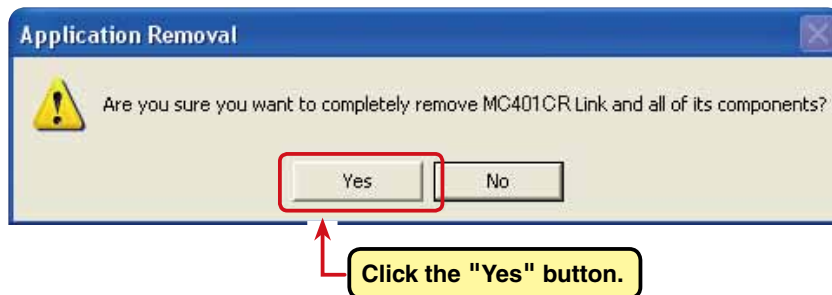 Application Removal
Are you sure you want to completely remove MC401CR Link and all of its components?
Yes
No
Click the "Yes" button.